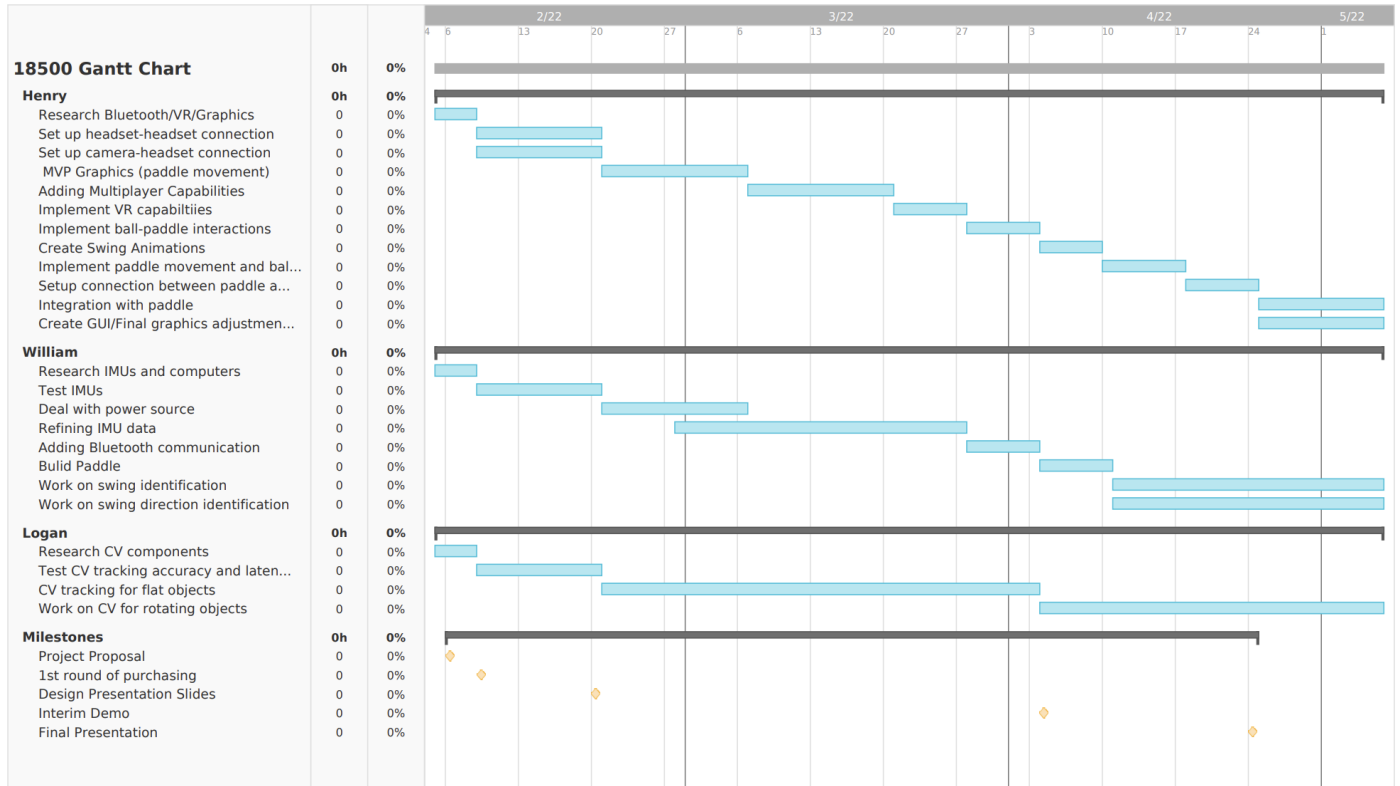 2/22 3/22 4/22 5/22
4 6 13 20 27 6 13 20 27 3 10 17 24 1
18500 Gantt Chart 0h 0%
Henry 0h 0%
Research Bluetooth/VR/Graphics 0 0%
Set up headset-headset connection 0 0%
Set up camera-headset connection 0 0%
MVP Graphics (paddle movement) 0 0%
Adding Multiplayer Capabilities 0 0%
Implement VR capabiltiies 0 0%
Implement ball-paddle interactions 0 0%
Create Swing Animations 0 0%
Implement paddle movement and bal... 0 0%
Setup connection between paddle a... 0 0%
Integration with paddle 0 0%
Create GUI/Final graphics adjustmen... 0 0%
William 0h 0%
Research IMUs and computers 0 0%
Test IMUs 0 0%
Deal with power source 0 0%
Refining IMU data 0 0%
Adding Bluetooth communication 0 0%
Bulid Paddle 0 0%
Work on swing identification 0 0%
Work on swing direction identification 0 0%
Logan 0h 0%
Research CV components 0 0%
Test CV tracking accuracy and laten... 0 0%
CV tracking for flat objects 0 0%
Work on CV for rotating objects 0 0%
Milestones 0h 0%
Project Proposal 0 0%
1st round of purchasing 0 0%
Design Presentation Slides 0 0%
Interim Demo 0 0%
Final Presentation 0 0%